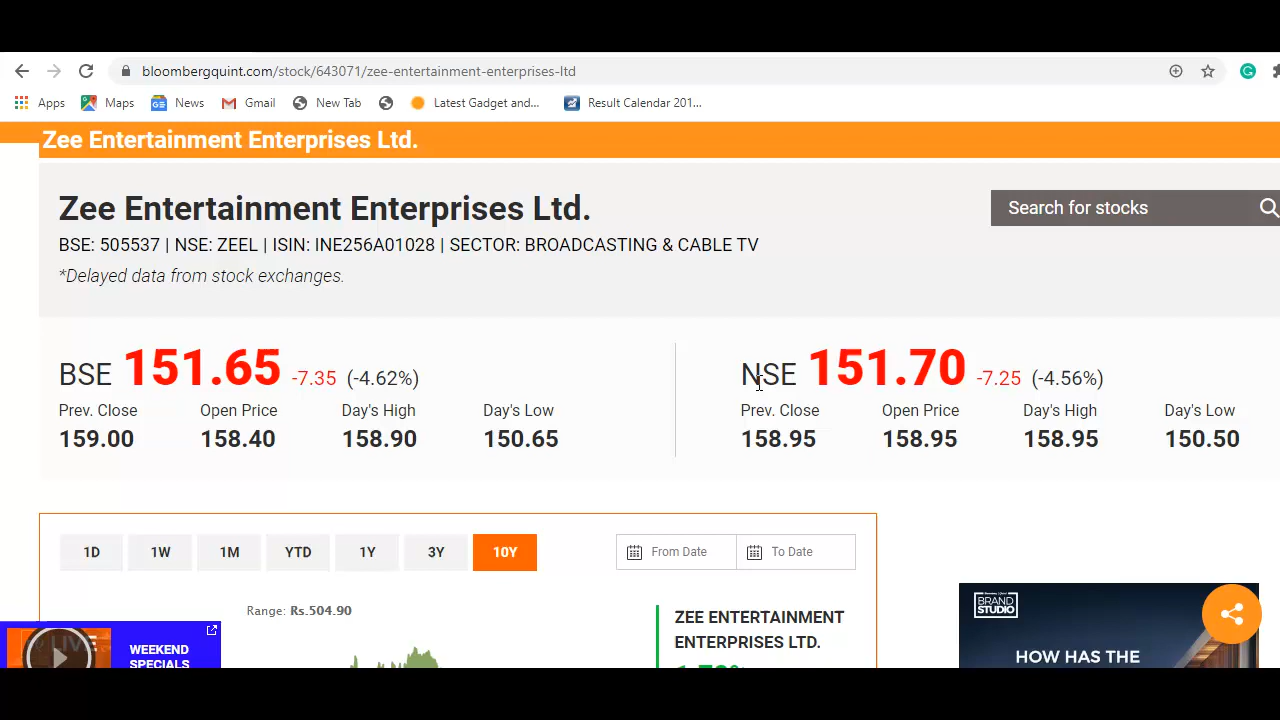 bloombergquint.com/stock/643071/zee-entertainment-enterprises-ltd
Apps Maps News Gmail New Tab Latest Gadget and... Result Calendar 201...
Zee Entertainment Enterprises Ltd.
Zee Entertainment Enterprises Ltd.
Search for stocks
BSE: 505537 | NSE: ZEEL | ISIN: INE256A01028 | SECTOR: BROADCASTING & CABLE TV
*Delayed data from stock exchanges.
BSE 151.65 -7.35 (-4.62%)
Prev. Close Open Price Day's High Day's Low
159.00 158.40 158.90 150.65
NSE 151.70 -7.25 (-4.56%)
Prev. Close Open Price Day's High Day's Low
158.95 158.95 158.95 150.50
1D 1W 1M YTD 1Y 3Y 10Y
From Date To Date
Range: Rs.504.90
ZEE ENTERTAINMENT
ENTERPRISES LTD.
LIVE
WEEKEND
SPECIALS
BRAND
STUDIO
HOW HAS THE